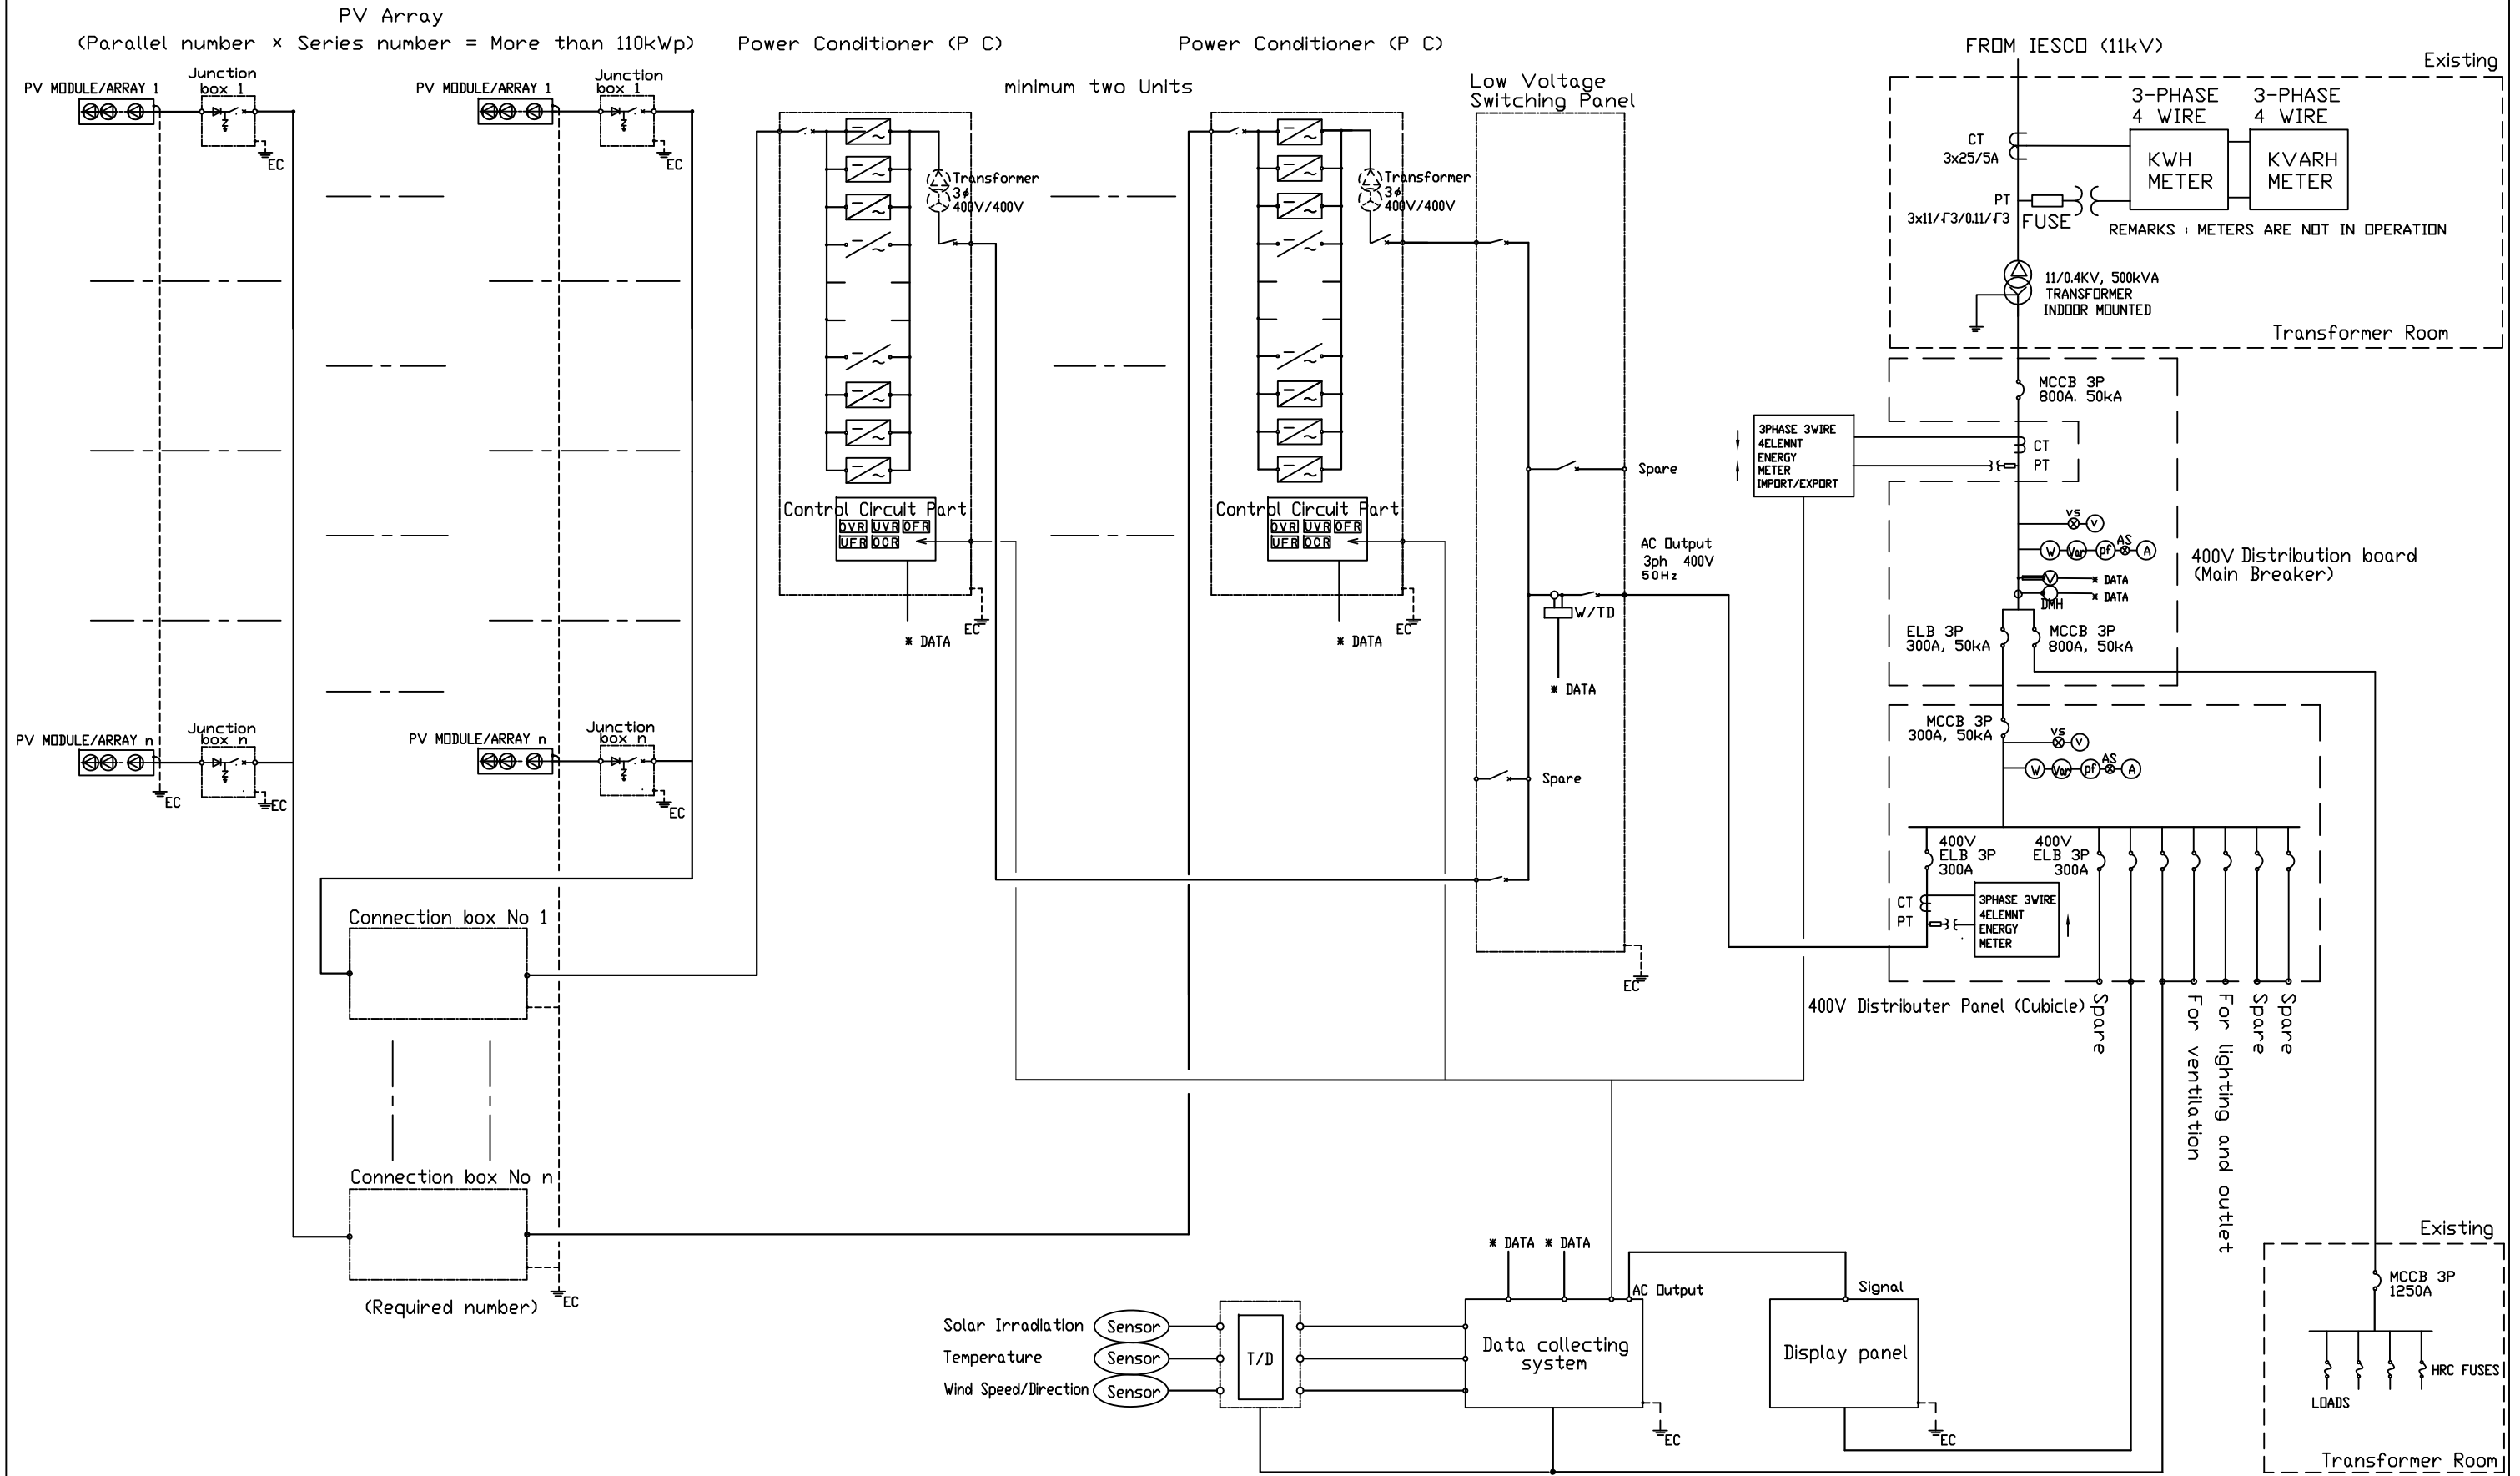 PV Array
(Parallel number × Series number = More than 110kWp)
Power Conditioner (P C)
minimum two Units
Power Conditioner (P C)
Low Voltage
Switching Panel
FROM IESCO (11kV)
Existing
PV MODULE/ARRAY 1
Junction
box 1
Z
EC
PV MODULE/ARRAY 1
Junction
box 1
Z
EC
Transformer
3ϕ
400V/400V
Transformer
3ϕ
400V/400V
CT
3x25/5A
3-PHASE
4 WIRE
KWH
METER
3-PHASE
4 WIRE
KVARH
METER
PT
3x11/√3/0.11/√3
FUSE
REMARKS : METERS ARE NOT IN OPERATION
11/0.4KV, 500kVA
TRANSFORMER
INDOOR MOUNTED
Transformer Room
MCCB 3P
800A. 50kA
3PHASE 3WIRE
4ELEMNT
ENERGY
METER
IMPORT/EXPORT
CT
PT
Spare
Control Circuit Part
OVR UVR OFR
UFR OCR
* DATA
EC
Control Circuit Part
OVR UVR OFR
UFR OCR
* DATA
EC
AC Output
3ph 400V
50Hz
W/TD
* DATA
Spare
EC
VS
V
W Var pf AS A
V
* DATA
* DATA
DMH
400V Distribution board
(Main Breaker)
ELB 3P
300A, 50kA
MCCB 3P
800A, 50kA
MCCB 3P
300A, 50kA
VS
V
W Var pf AS A
PV MODULE/ARRAY n
Junction
box n
Z
EC
EC
PV MODULE/ARRAY n
Junction
box n
Z
EC
400V
ELB 3P
300A
400V
ELB 3P
300A
CT
PT
3PHASE 3WIRE
4ELEMNT
ENERGY
METER
400V Distributer Panel (Cubicle)
Spare
For ventilation
For lighting and outlet
Spare
Spare
Connection box No 1
Connection box No n
(Required number)
EC
Solar Irradiation
Sensor
Temperature
Sensor
Wind Speed/Direction
Sensor
T/D
* DATA * DATA
AC Output
Data collecting
system
EC
Signal
Display panel
EC
Existing
MCCB 3P
1250A
HRC FUSES
LOADS
Transformer Room